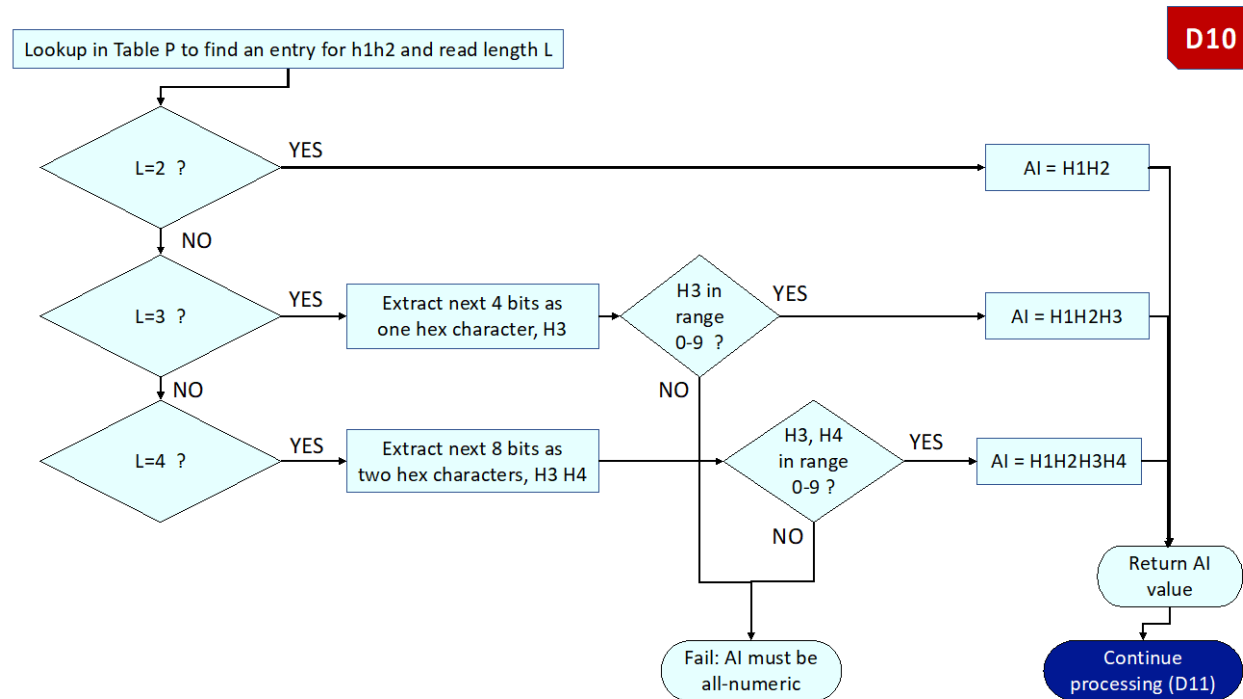 D10
Lookup in Table P to find an entry for h1h2 and read length L
L=2 ?
YES
AI = H1H2
NO
L=3 ?
YES
Extract next 4 bits as
one hex character, H3
H3 in
range
0-9 ?
YES
AI = H1H2H3
NO
NO
L=4 ?
YES
Extract next 8 bits as
two hex characters, H3 H4
H3, H4
in range
0-9 ?
YES
AI = H1H2H3H4
NO
Return AI
value
Fail: AI must be
all-numeric
Continue
processing (D11)